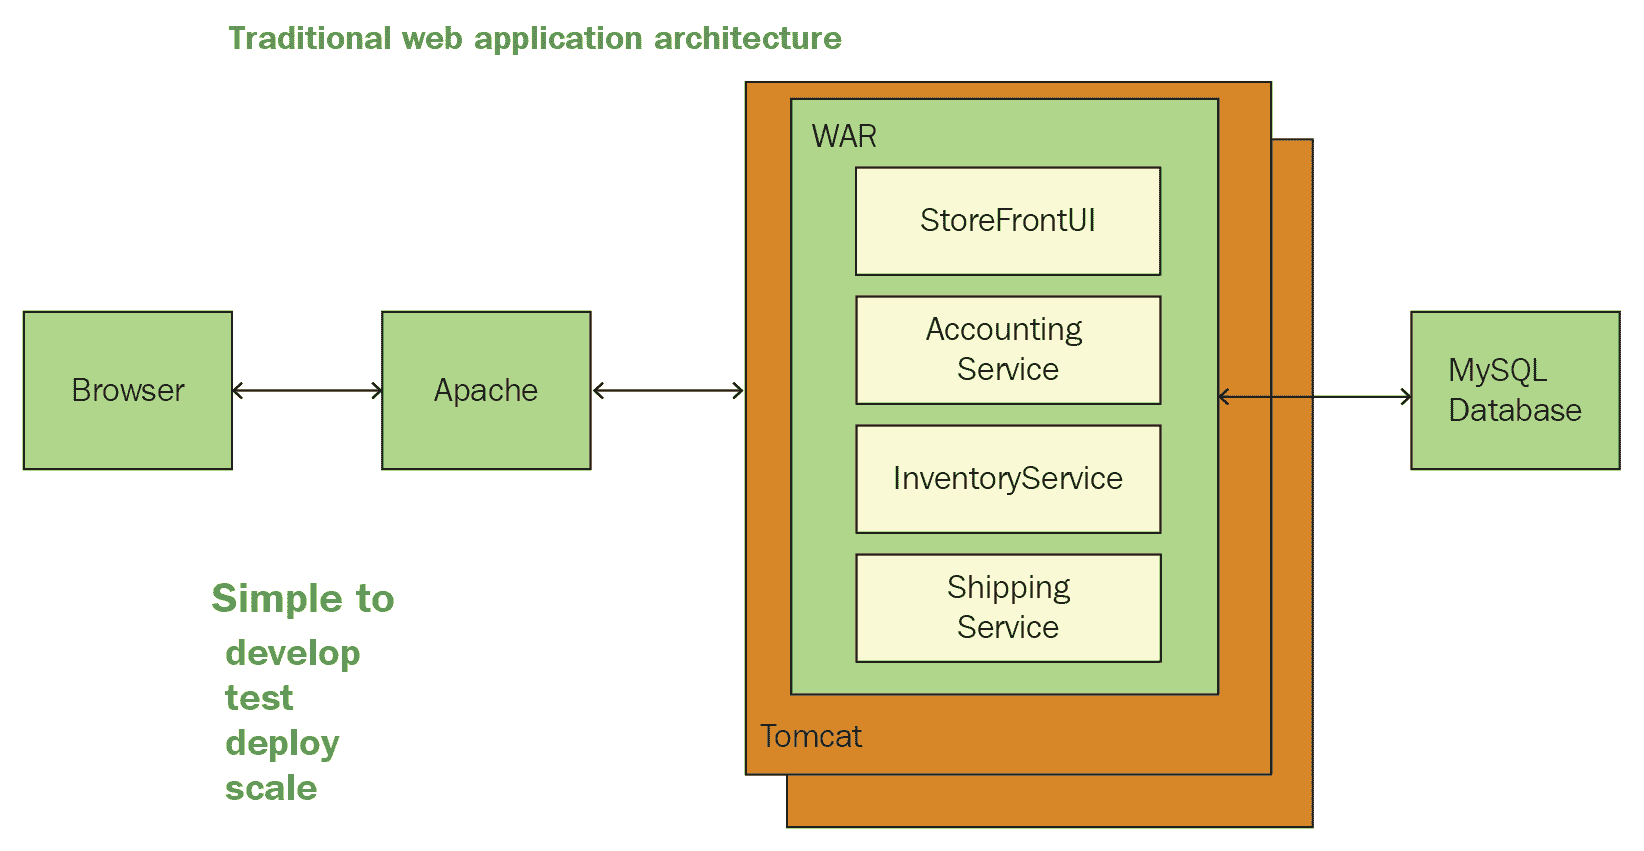 Traditional web application architecture
WAR
StoreFrontUI
Accounting
Service
InventoryService
Shipping
Service
Tomcat
Browser
Apache
MySQL
Database
Simple to
develop
test
deploy
scale